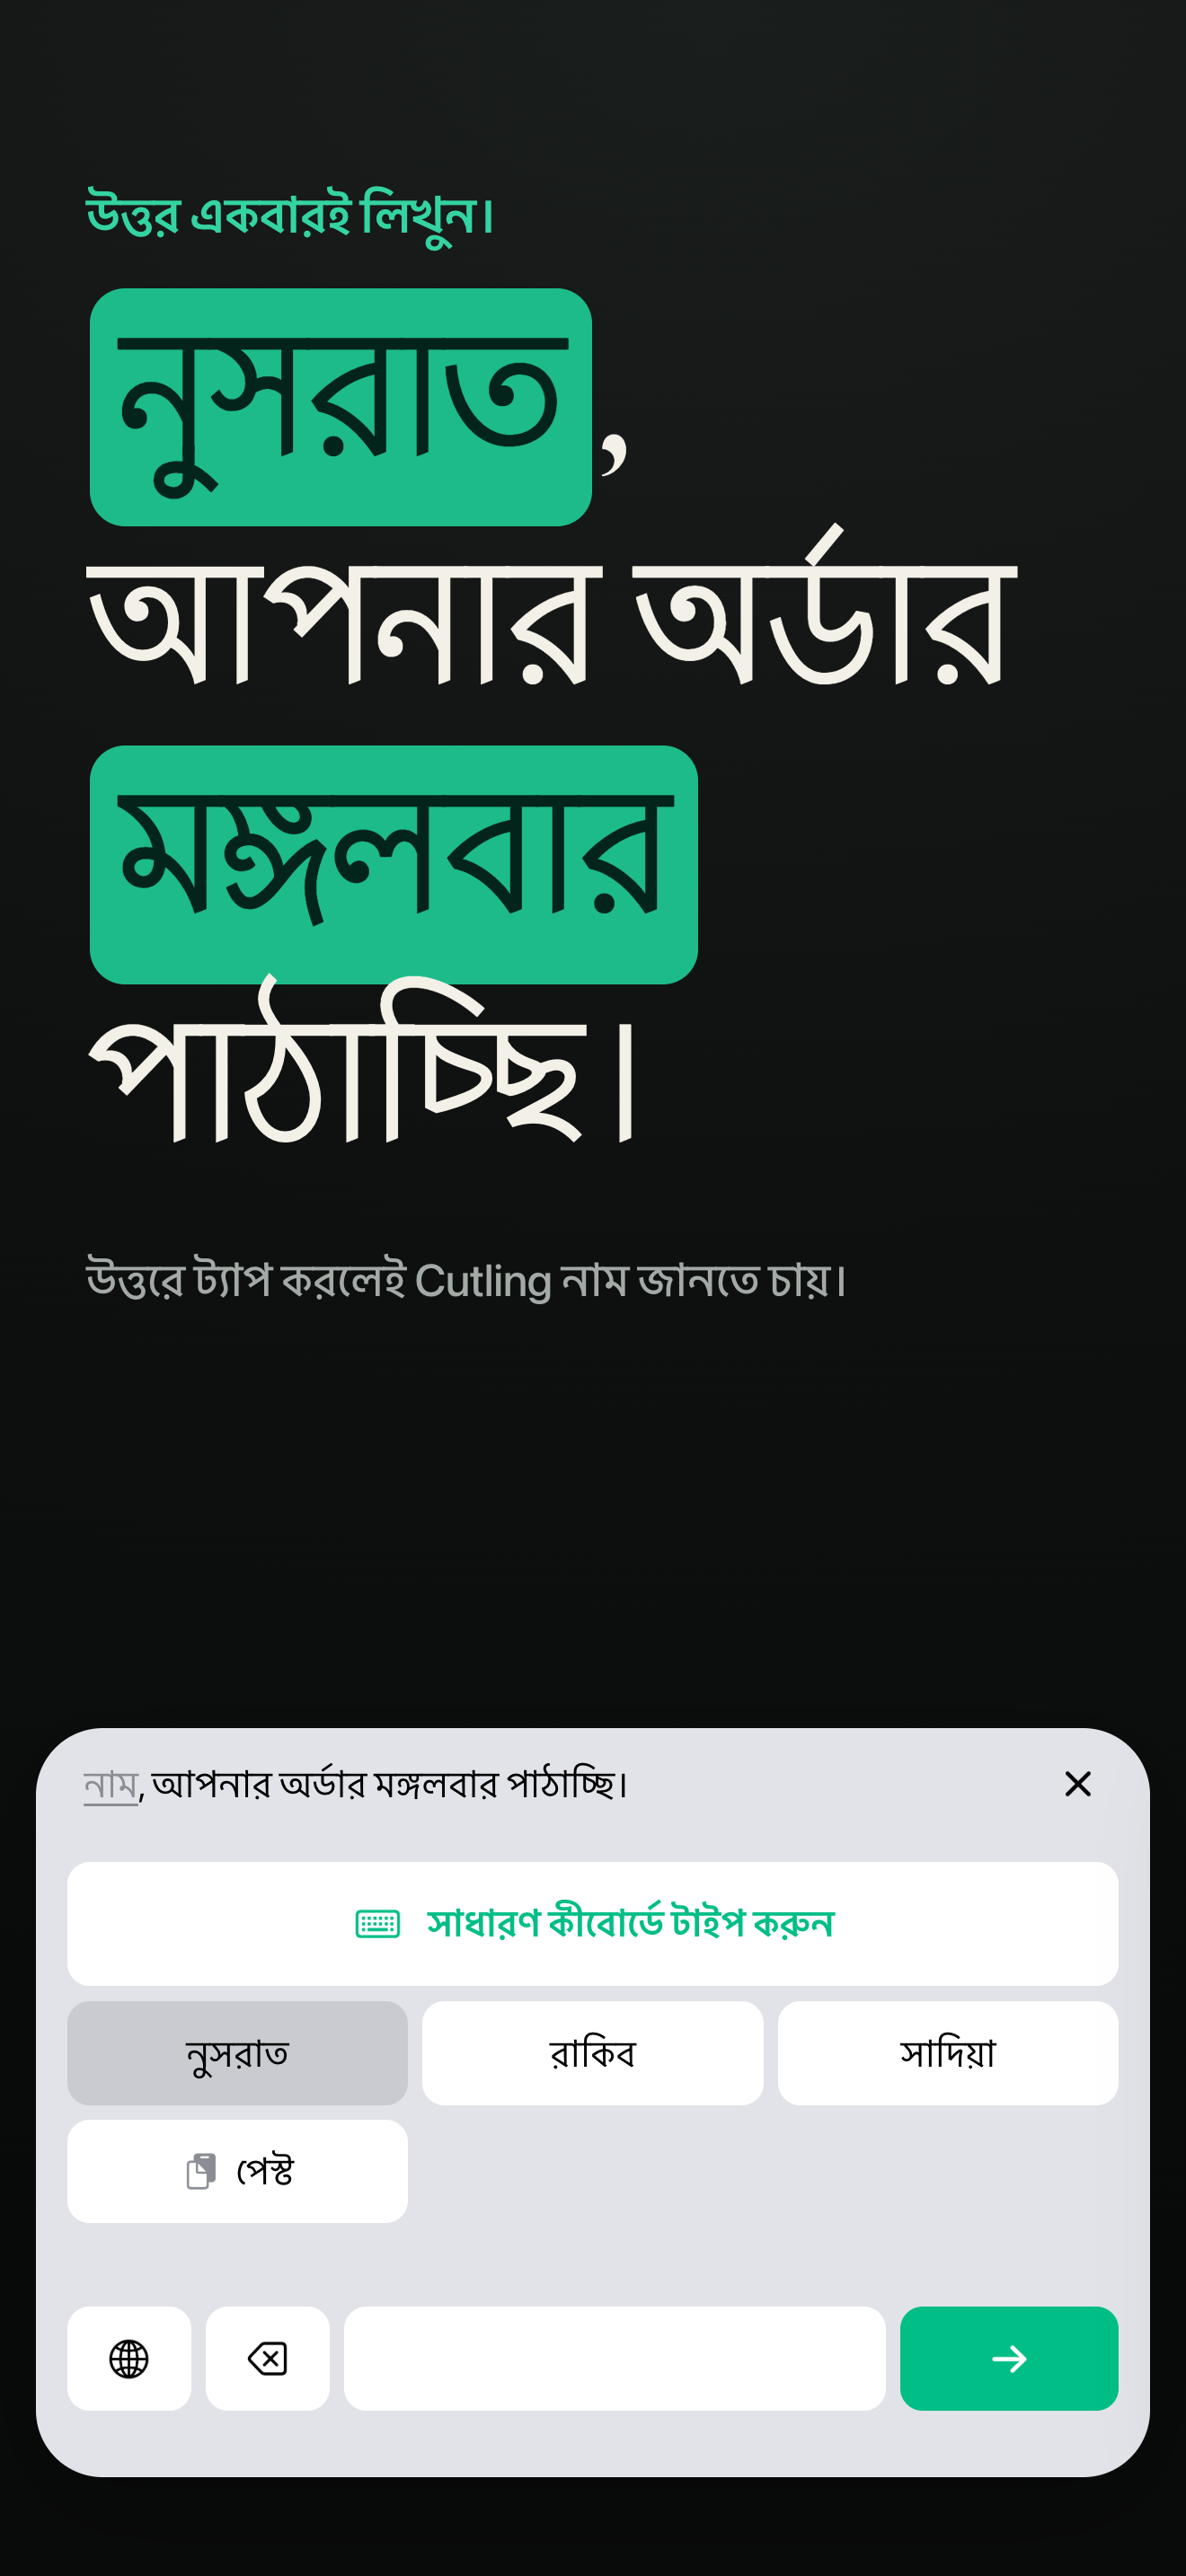 উত্তর একবারই লিখুন।
নুসরাত,
আপনার অর্ডার
মঙ্গলবার
পাঠাচ্ছি।
উত্তরে ট্যাপ করলেই Cutling নাম জানতে চায়।
নাম, আপনার অর্ডার মঙ্গলবার পাঠাচ্ছি।
সাধারণ কীবোর্ডে টাইপ করুন
নুসরাত রাকিব সাদিয়া
পেস্ট